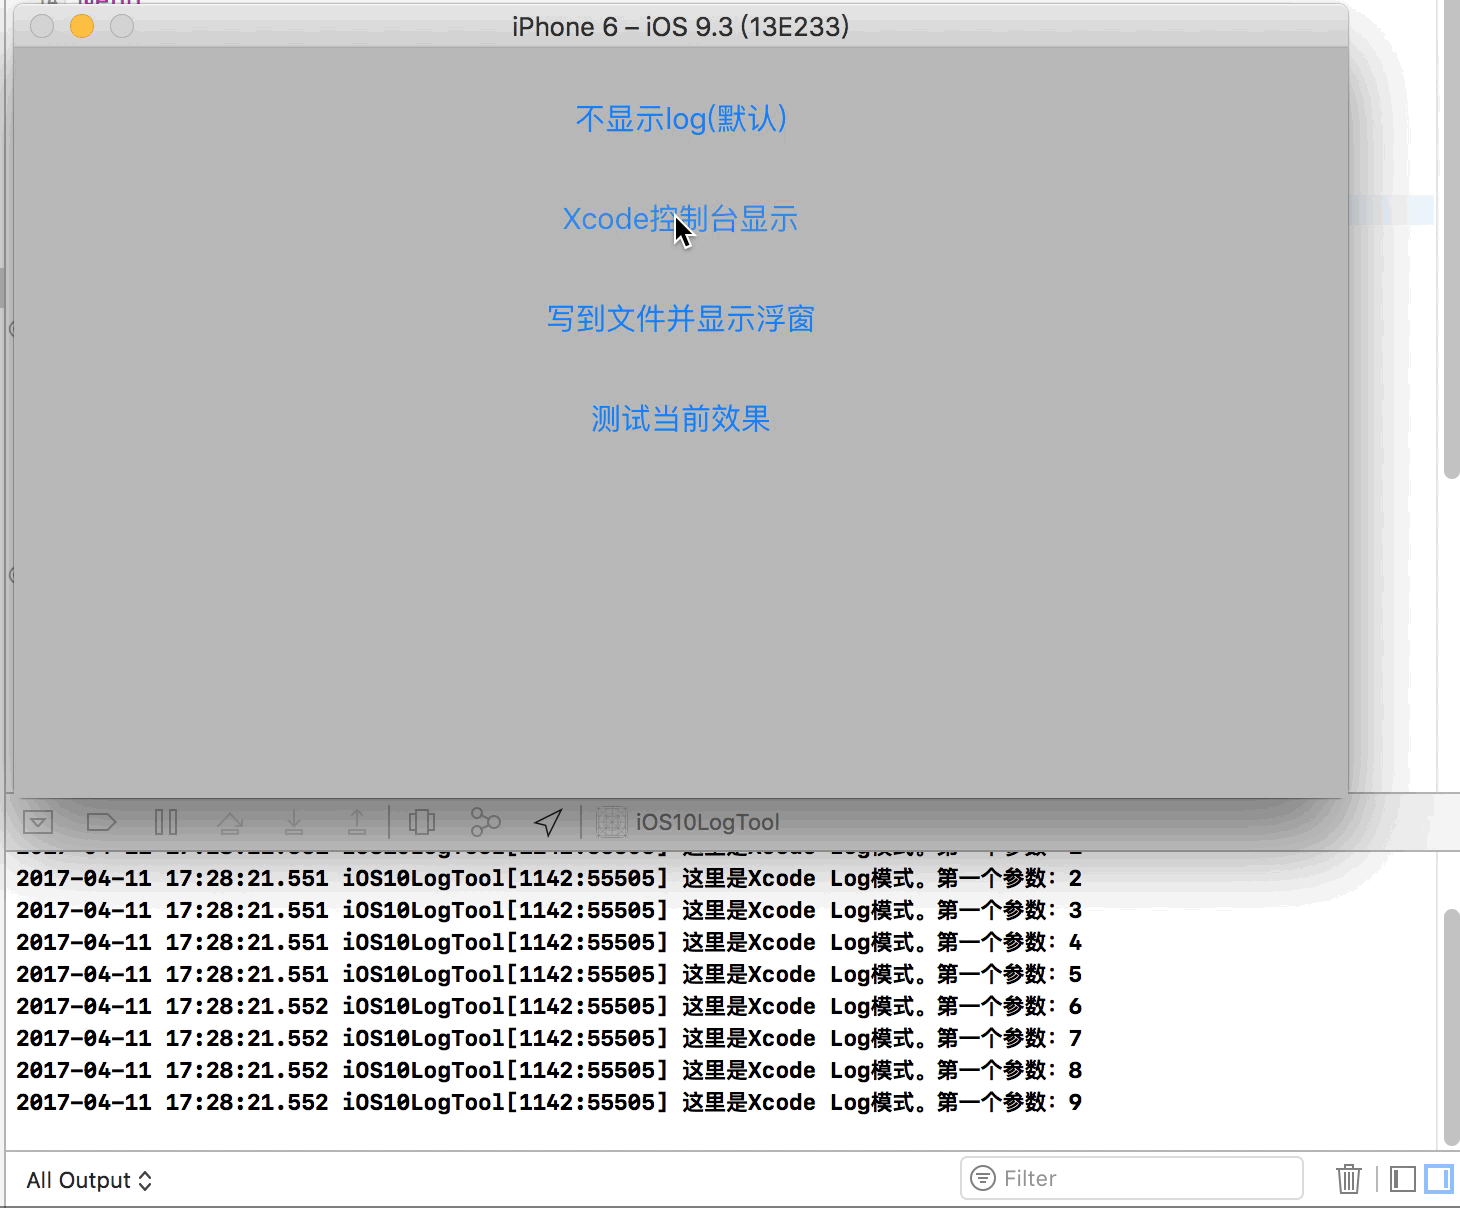 iPhone 6 – iOS 9.3 (13E233)
不显示log(默认)
Xcode控制台显示
写到文件并显示浮窗
测试当前效果
iOS10LogTool
2017-04-11 17:28:21.551 iOS10LogTool[1142:55505] 这里是Xcode Log模式。第一个参数：2
2017-04-11 17:28:21.551 iOS10LogTool[1142:55505] 这里是Xcode Log模式。第一个参数：3
2017-04-11 17:28:21.551 iOS10LogTool[1142:55505] 这里是Xcode Log模式。第一个参数：4
2017-04-11 17:28:21.551 iOS10LogTool[1142:55505] 这里是Xcode Log模式。第一个参数：5
2017-04-11 17:28:21.552 iOS10LogTool[1142:55505] 这里是Xcode Log模式。第一个参数：6
2017-04-11 17:28:21.552 iOS10LogTool[1142:55505] 这里是Xcode Log模式。第一个参数：7
2017-04-11 17:28:21.552 iOS10LogTool[1142:55505] 这里是Xcode Log模式。第一个参数：8
2017-04-11 17:28:21.552 iOS10LogTool[1142:55505] 这里是Xcode Log模式。第一个参数：9
All Output
Filter